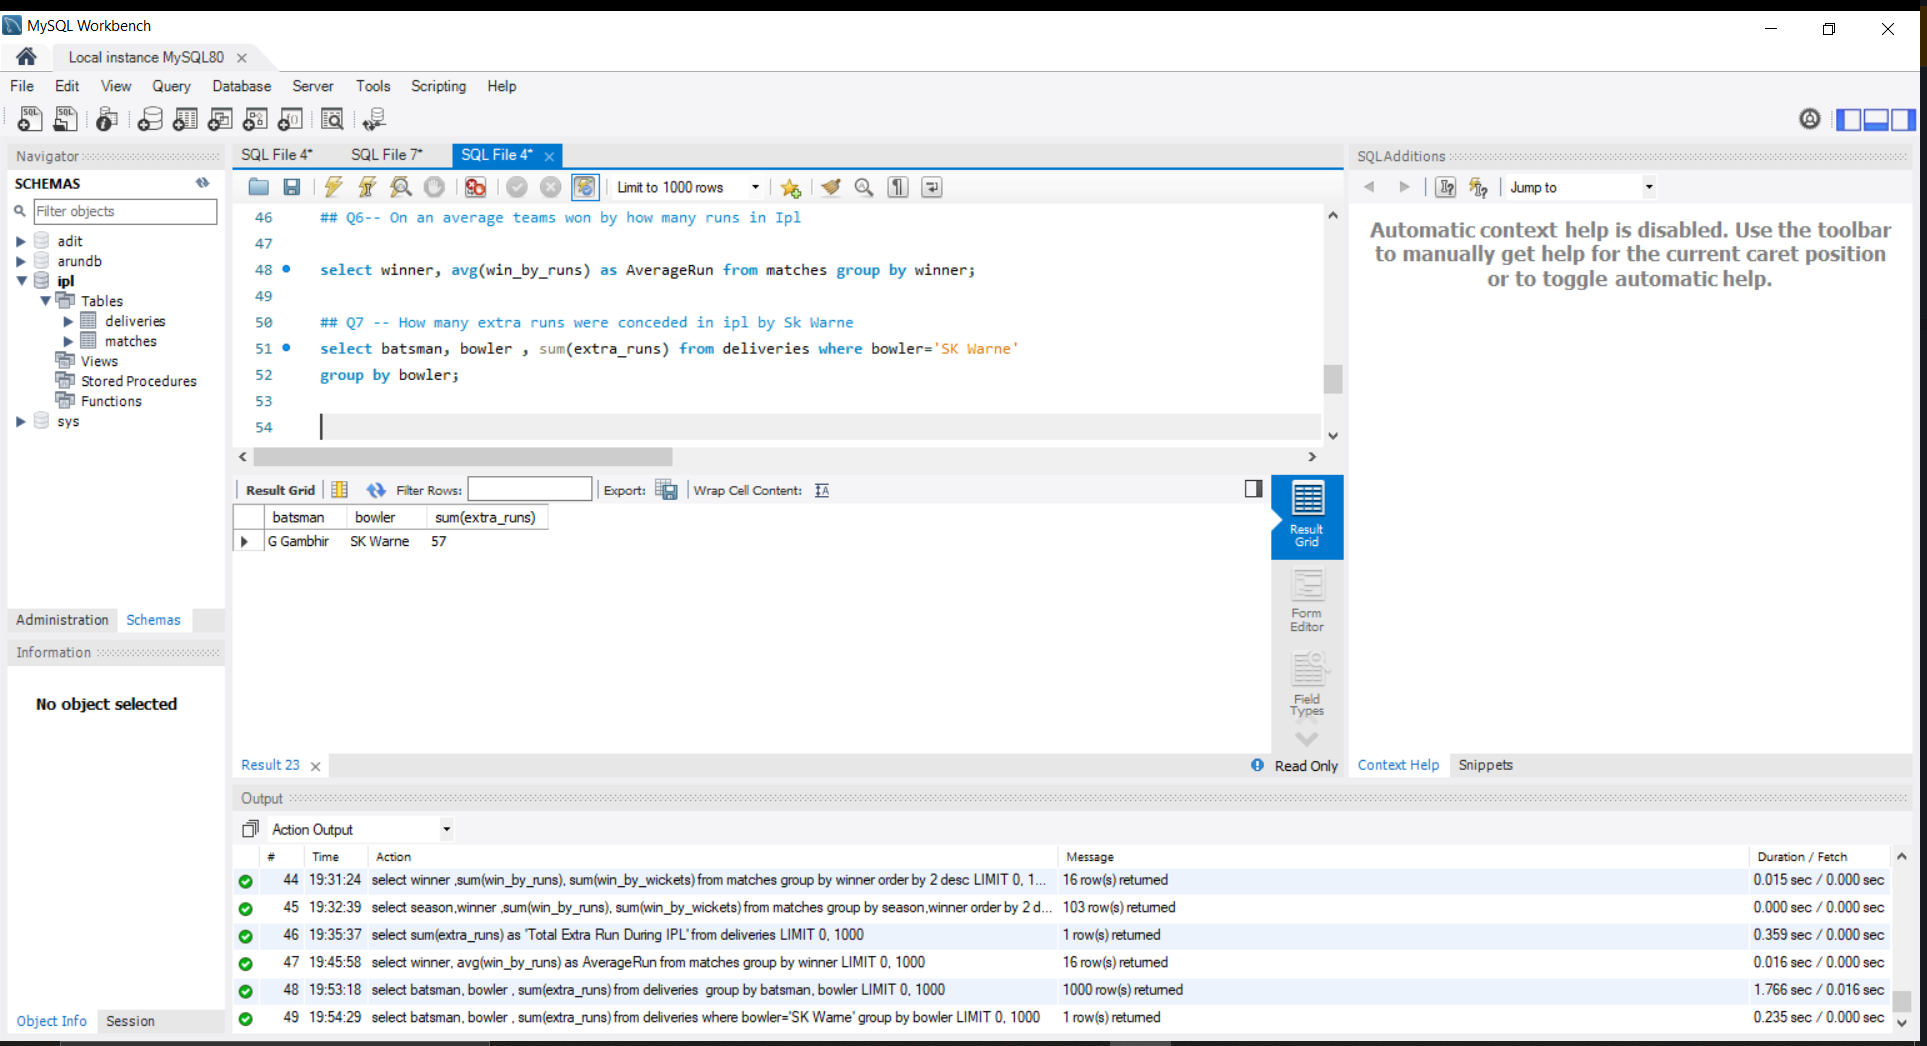 MySQL Workbench
Local instance MySQL80
File Edit View Query Database Server Tools Scripting Help
Navigator
SCHEMAS
Filter objects
adit
arundb
ipl
Tables
deliveries
matches
Views
Stored Procedures
Functions
sys
Administration Schemas
Information
No object selected
Object Info Session
SQL File 4* SQL File 7* SQL File 4*
Limit to 1000 rows
46 ## Q6-- On an average teams won by how many runs in Ipl
47
48 select winner, avg(win_by_runs) as AverageRun from matches group by winner;
49
50 ## Q7 -- How many extra runs were conceded in ipl by Sk Warne
51 select batsman, bowler , sum(extra_runs) from deliveries where bowler='SK Warne'
52 group by bowler;
53
54
Result Grid Filter Rows: Export: Wrap Cell Content:
batsman bowler sum(extra_runs)
G Gambhir SK Warne 57
Result Grid
Form Editor
Field Types
Result 23 Read Only
SQLAdditions
Jump to
Automatic context help is disabled. Use the toolbar
to manually get help for the current caret position
or to toggle automatic help.
Context Help Snippets
Output
Action Output
# Time Action Message Duration / Fetch
44 19:31:24 select winner ,sum(win_by_runs), sum(win_by_wickets) from matches group by winner order by 2 desc LIMIT 0, 1... 16 row(s) returned 0.015 sec / 0.000 sec
45 19:32:39 select season,winner ,sum(win_by_runs), sum(win_by_wickets) from matches group by season,winner order by 2 d... 103 row(s) returned 0.000 sec / 0.000 sec
46 19:35:37 select sum(extra_runs) as 'Total Extra Run During IPL' from deliveries LIMIT 0, 1000 1 row(s) returned 0.359 sec / 0.000 sec
47 19:45:58 select winner, avg(win_by_runs) as AverageRun from matches group by winner LIMIT 0, 1000 16 row(s) returned 0.016 sec / 0.000 sec
48 19:53:18 select batsman, bowler , sum(extra_runs) from deliveries group by batsman, bowler LIMIT 0, 1000 1000 row(s) returned 1.766 sec / 0.016 sec
49 19:54:29 select batsman, bowler , sum(extra_runs) from deliveries where bowler='SK Warne' group by bowler LIMIT 0, 1000 1 row(s) returned 0.235 sec / 0.000 sec